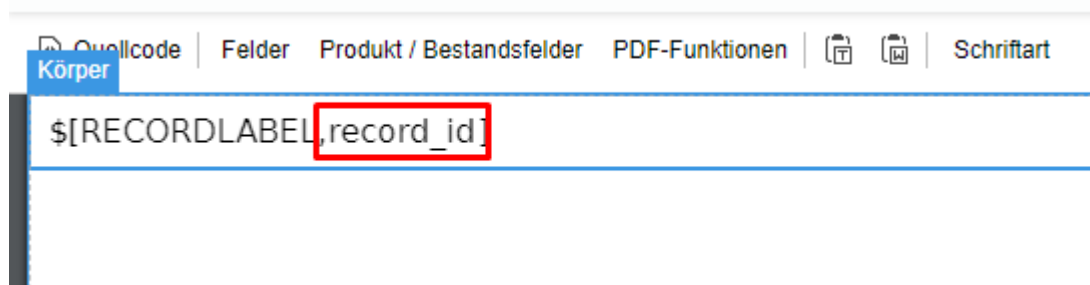 Quellcode Felder Produkt / Bestandsfelder PDF-Funktionen Schriftart
Körper
$[RECORDLABEL,record_id]